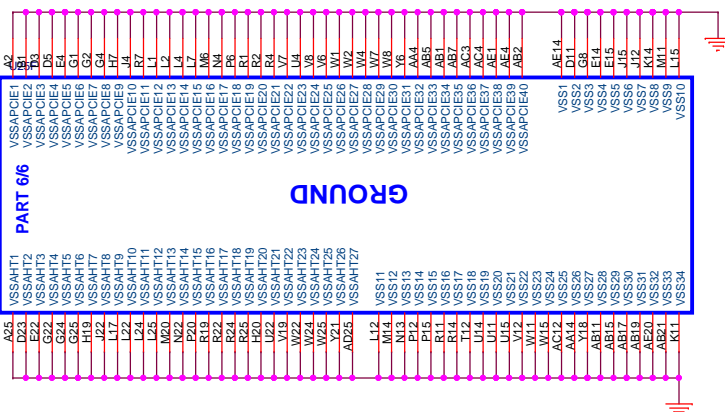 A2 B1 D3 D5 E4 G1 G2 G4 H7 J4 R7 L1 L2 L4 L7 M6 N4 P6 R1 R2 R4 V7 U4 V8 V6 W1 W2 W4 W7 W8 Y6 AA4 AB5 AB1 AB7 AC3 AC4 AE1 AE4 AB2 AE14 D11 G8 E14 E15 J15 J12 K14 M11 L15
VSSAPCIE1 VSSAPCIE2 VSSAPCIE3 VSSAPCIE4 VSSAPCIE5 VSSAPCIE6 VSSAPCIE7 VSSAPCIE8 VSSAPCIE9 VSSAPCIE10 VSSAPCIE11 VSSAPCIE12 VSSAPCIE13 VSSAPCIE14 VSSAPCIE15 VSSAPCIE16 VSSAPCIE17 VSSAPCIE18 VSSAPCIE19 VSSAPCIE20 VSSAPCIE21 VSSAPCIE22 VSSAPCIE23 VSSAPCIE24 VSSAPCIE25 VSSAPCIE26 VSSAPCIE27 VSSAPCIE28 VSSAPCIE29 VSSAPCIE30 VSSAPCIE31 VSSAPCIE32 VSSAPCIE33 VSSAPCIE34 VSSAPCIE35 VSSAPCIE36 VSSAPCIE37 VSSAPCIE38 VSSAPCIE39 VSSAPCIE40 VSS1 VSS2 VSS3 VSS4 VSS5 VSS6 VSS7 VSS8 VSS9 VSS10
PART 6/6
GROUND
VSSAHT1 VSSAHT2 VSSAHT3 VSSAHT4 VSSAHT5 VSSAHT6 VSSAHT7 VSSAHT8 VSSAHT9 VSSAHT10 VSSAHT11 VSSAHT12 VSSAHT13 VSSAHT14 VSSAHT15 VSSAHT16 VSSAHT17 VSSAHT18 VSSAHT19 VSSAHT20 VSSAHT21 VSSAHT22 VSSAHT23 VSSAHT24 VSSAHT25 VSSAHT26 VSSAHT27 VSS11 VSS12 VSS13 VSS14 VSS15 VSS16 VSS17 VSS18 VSS19 VSS20 VSS21 VSS22 VSS23 VSS24 VSS25 VSS26 VSS27 VSS28 VSS29 VSS30 VSS31 VSS32 VSS33 VSS34
A25 D23 E22 G22 G24 G25 H19 J22 L17 L22 L24 L25 M20 N22 P20 R19 R22 R24 R25 H20 U22 V19 W22 W24 W25 Y21 AD25 L12 M14 N13 P12 P15 R11 R14 T12 U14 U11 U15 V12 W11 W15 AC12 AA14 Y18 AB11 AB15 AB17 AB19 AE20 AB21 K11